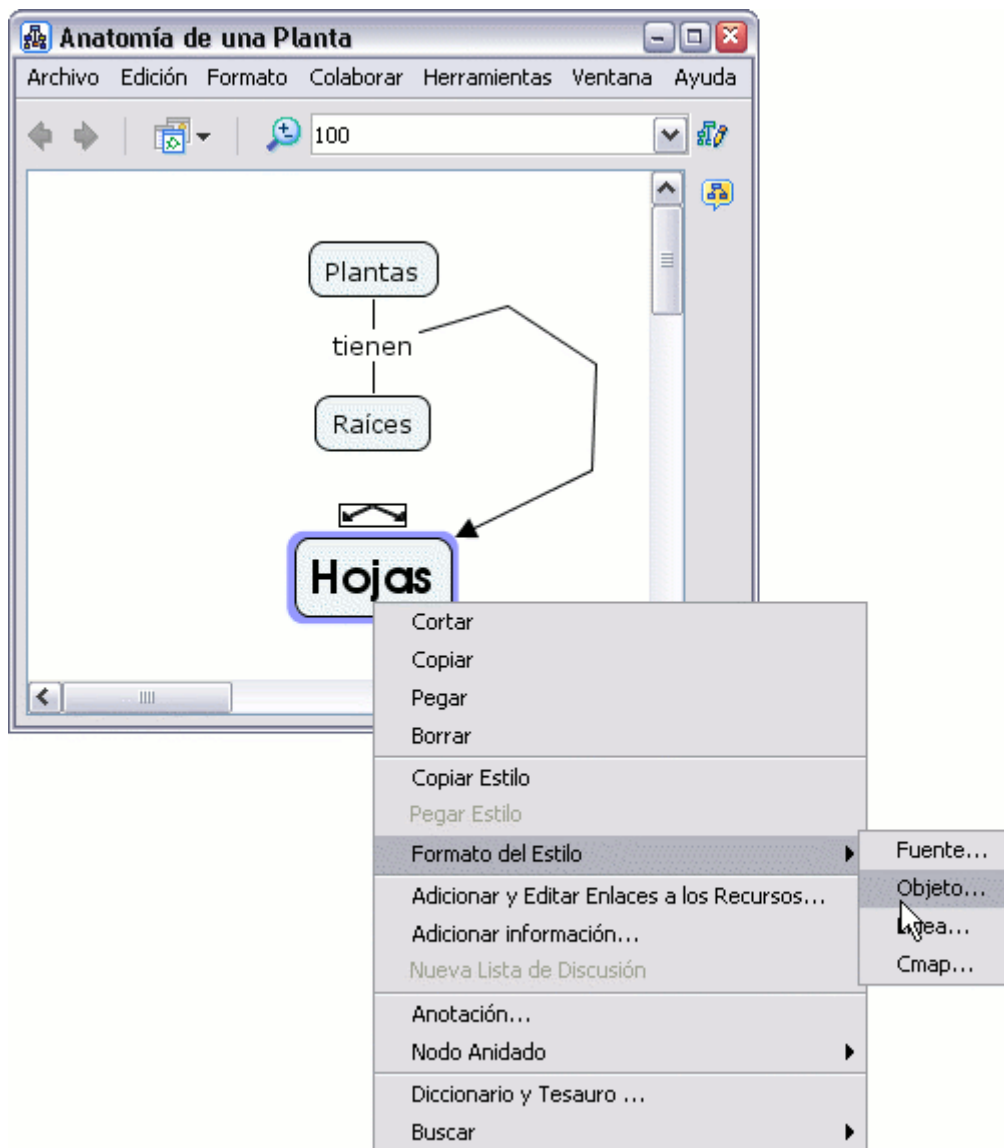 Anatomía de una Planta
Archivo Edición Formato Colaborar Herramientas Ventana Ayuda
100
Plantas
tienen
Raíces
Hojas
Cortar
Copiar
Pegar
Borrar
Copiar Estilo
Pegar Estilo
Formato del Estilo
Fuente...
Objeto...
Línea...
Cmap...
Adicionar y Editar Enlaces a los Recursos...
Adicionar información...
Nueva Lista de Discusión
Anotación...
Nodo Anidado
Diccionario y Tesauro ...
Buscar